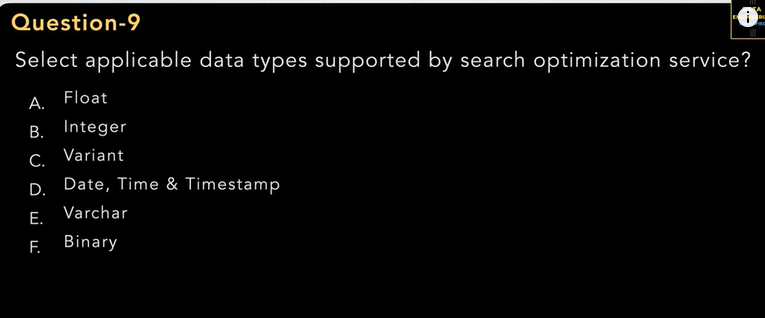 Question-9
Select applicable data types supported by search optimization service?
A. Float
B. Integer
C. Variant
D. Date, Time & Timestamp
E. Varchar
F. Binary